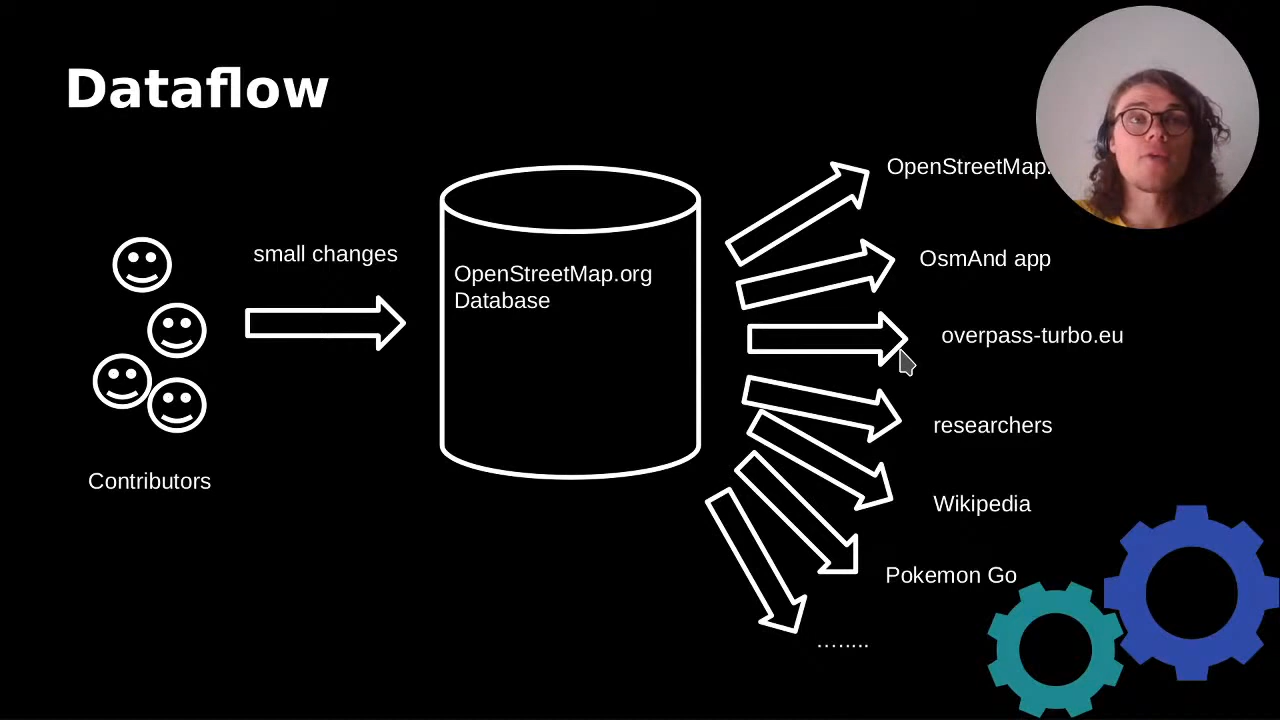 Dataflow
OpenStreetMap.
small changes
OsmAnd app
OpenStreetMap.org
Database
overpass-turbo.eu
researchers
Contributors
Wikipedia
Pokemon Go
........